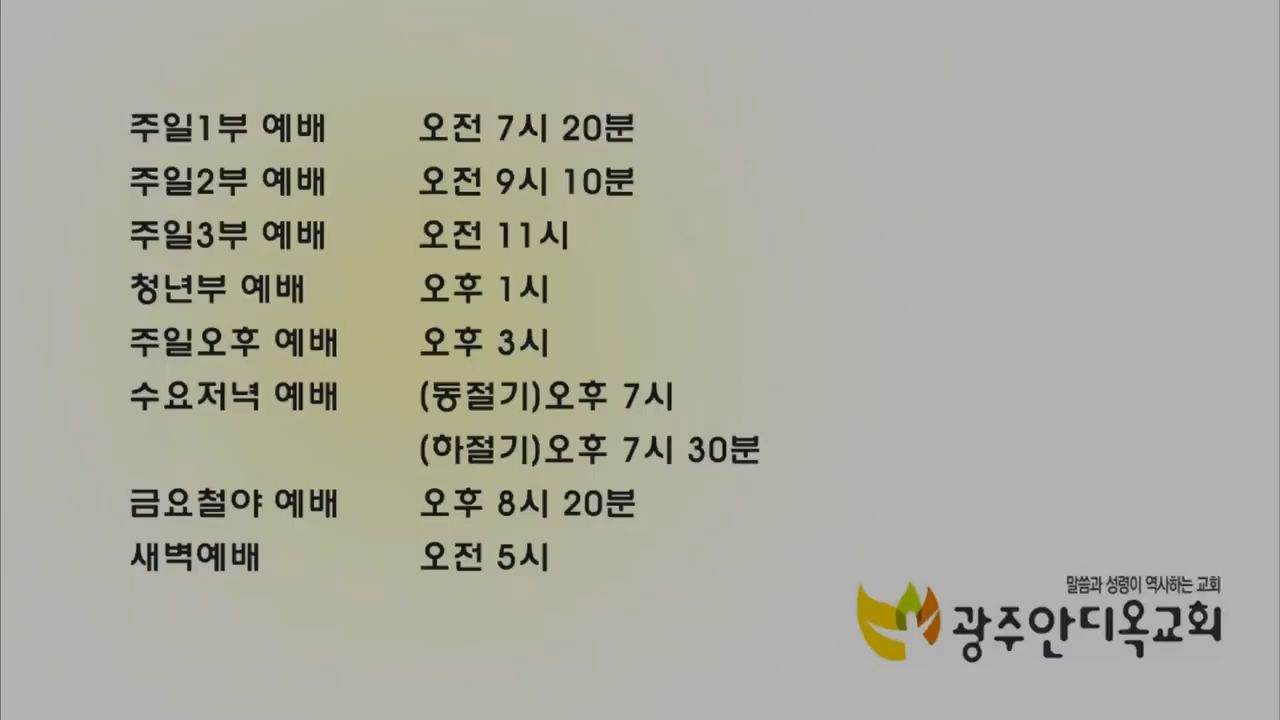 주일1부 예배 오전 7시 20분
주일2부 예배 오전 9시 10분
주일3부 예배 오전 11시
청년부 예배 오후 1시
주일오후 예배 오후 3시
수요저녁 예배 (동절기)오후 7시
(하절기)오후 7시 30분
금요철야 예배 오후 8시 20분
새벽예배 오전 5시
말씀과 성령이 역사하는 교회
광주안디옥교회